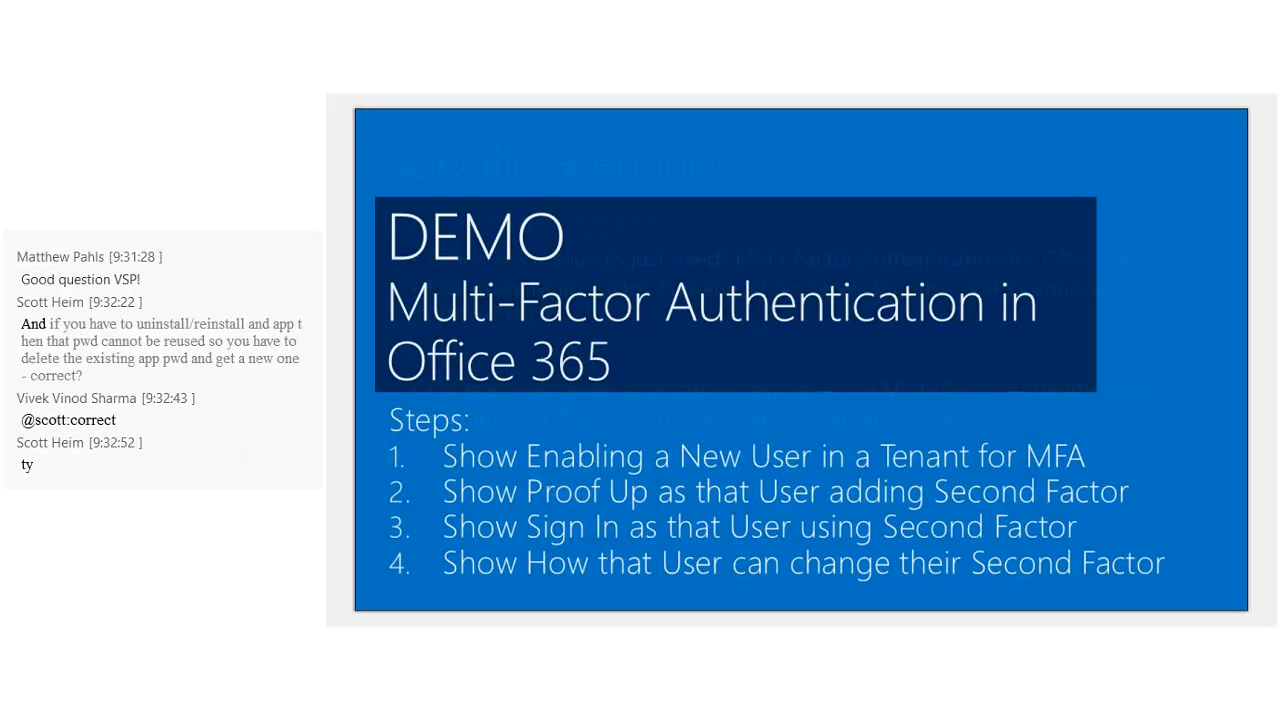 Matthew Pahls [9:31:28 ]
Good question VSP!
Scott Heim [9:32:22 ]
And if you have to uninstall/reinstall and app t
hen that pwd cannot be reused so you have to
delete the existing app pwd and get a new one
- correct?
Vivek Vinod Sharma [9:32:43 ]
@scott:correct
Scott Heim [9:32:52 ]
ty
Specific Scenarios
DEMO
Multi-Factor Authentication in
Office 365
Steps:
1. Show Enabling a New User in a Tenant for MFA
2. Show Proof Up as that User adding Second Factor
3. Show Sign In as that User using Second Factor
4. Show How that User can change their Second Factor